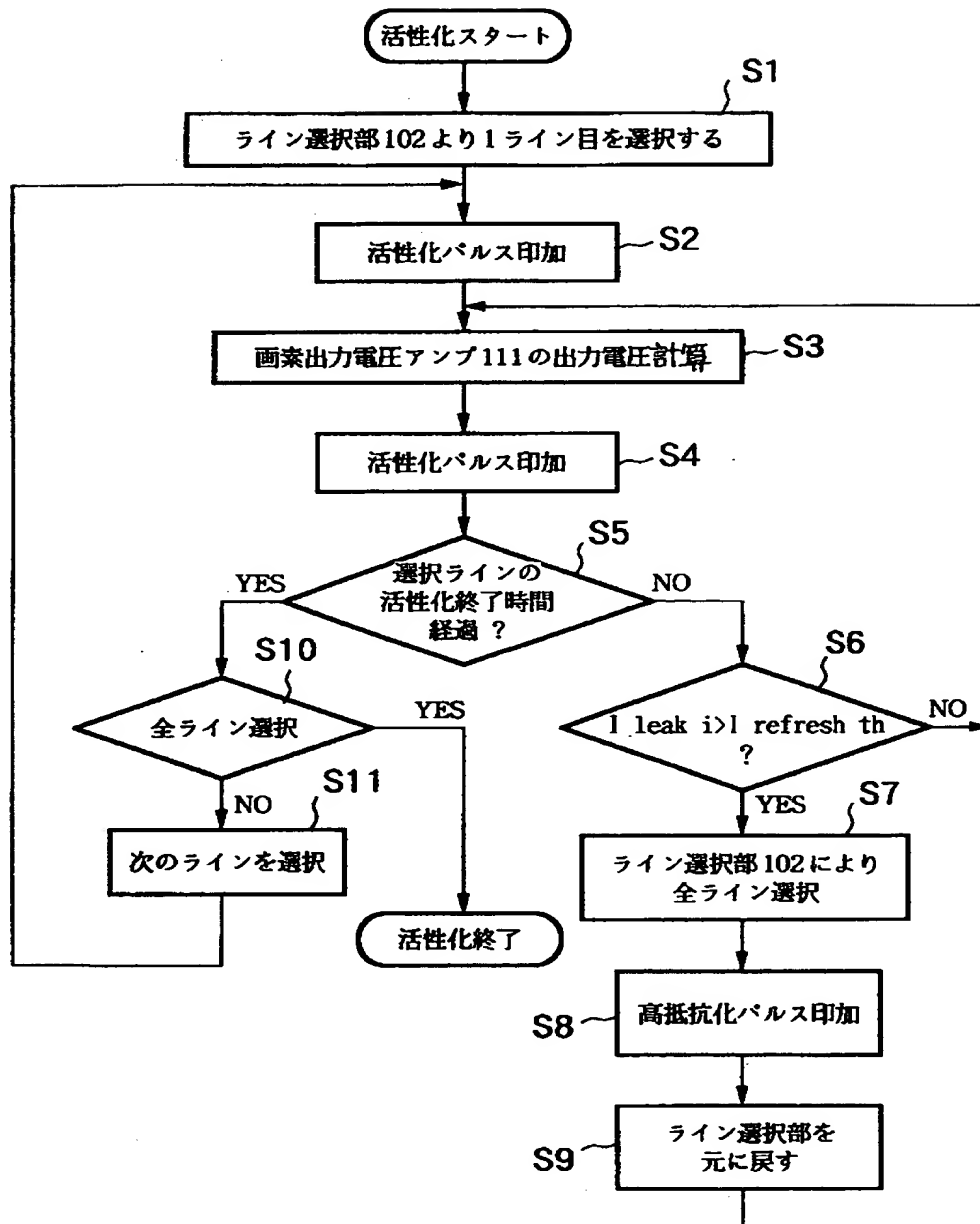 活性化スタート
S1
ライン選択部102より1ライン目を選択する
活性化パルス印加
S2
画素出力電圧アンプ111の出力電圧計算
S3
活性化パルス印加
S4
S5
選択ラインの
活性化終了時間
経過 ?
YES
NO
S10
全ライン選択
YES
NO
S11
次のラインを選択
活性化終了
S6
I leak i>I refresh th
?
NO
YES
S7
ライン選択部102により
全ライン選択
S8
高抵抗化パルス印加
S9
ライン選択部を
元に戻す